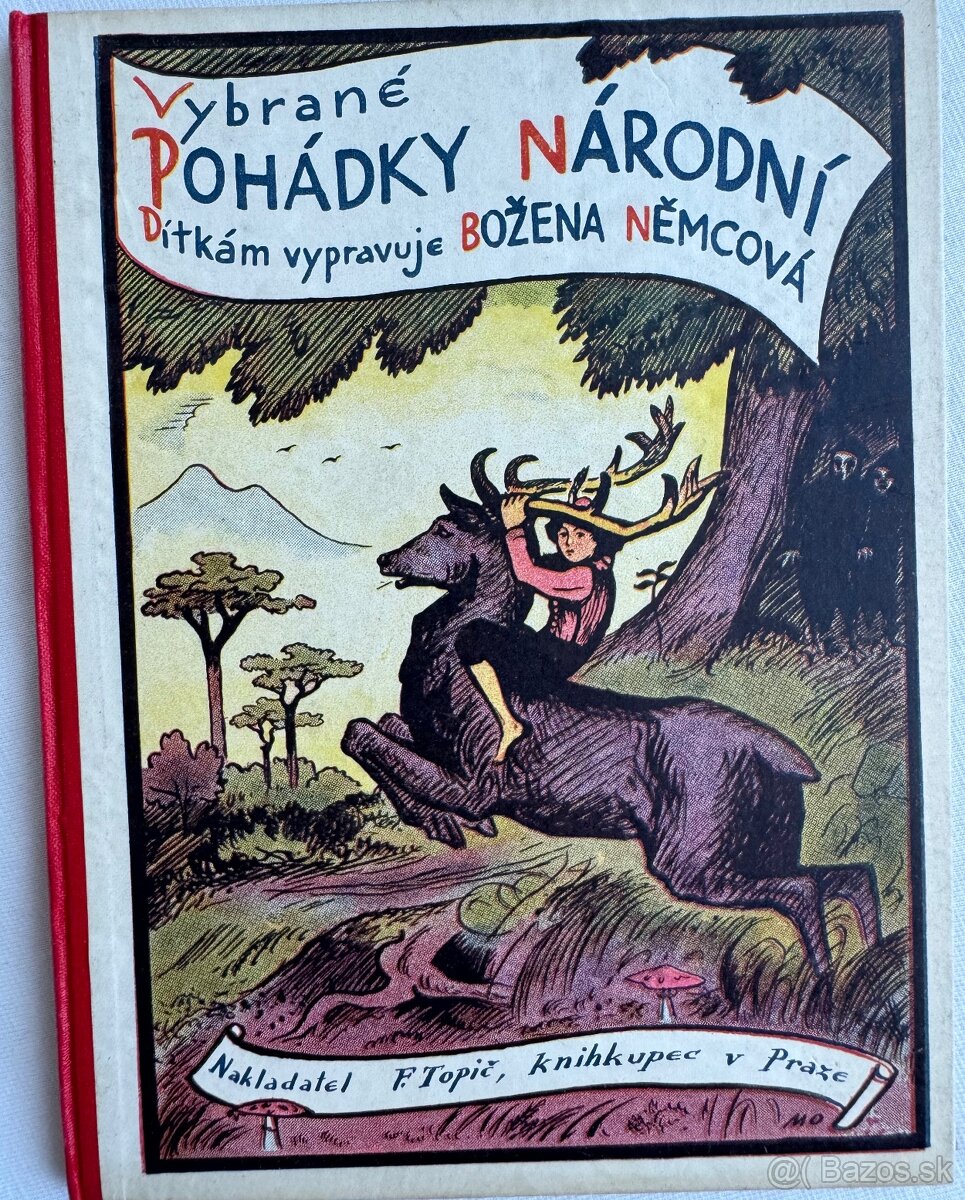 Vybrané
POHÁDKY NÁRODNÍ
Dítkám vypravuje BOŽENA NĚMCOVÁ
Nakladatel F. Topič, knihkupec v Praze
MO
@( Bazos.sk